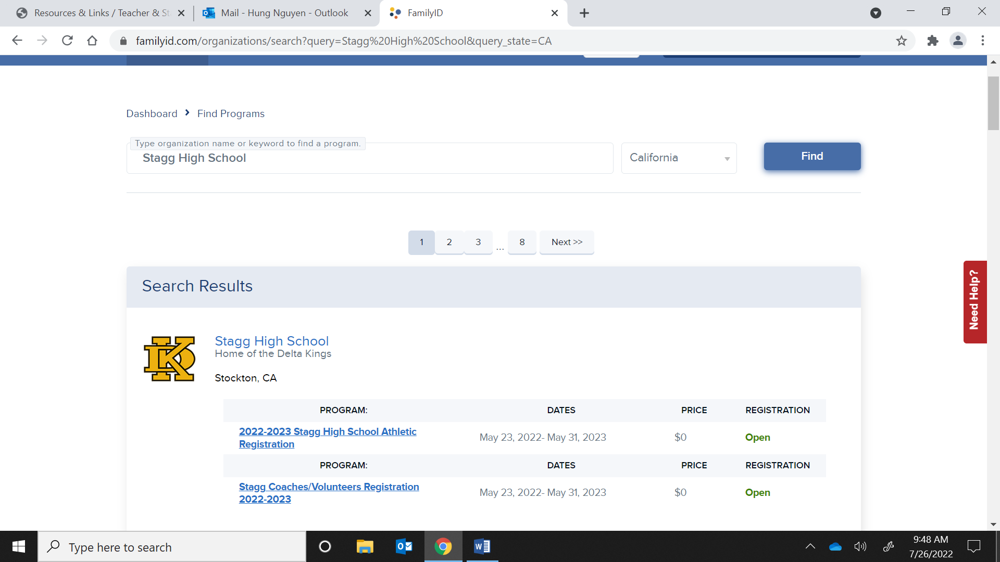 Resources & Links / Teacher & St
Mail - Hung Nguyen - Outlook
FamilyID
familyid.com/organizations/search?query=Stagg%20High%20School&query_state=CA
Dashboard > Find Programs
Type organization name or keyword to find a program.
Stagg High School
California
Find
1 2 3 ... 8 Next >>
Search Results
Need Help?
DK
Stagg High School
Home of the Delta Kings
Stockton, CA
PROGRAM: DATES PRICE REGISTRATION
2022-2023 Stagg High School Athletic
Registration
May 23, 2022- May 31, 2023 $0 Open
PROGRAM: DATES PRICE REGISTRATION
Stagg Coaches/Volunteers Registration
2022-2023
May 23, 2022- May 31, 2023 $0 Open
Type here to search
9:48 AM
7/26/2022